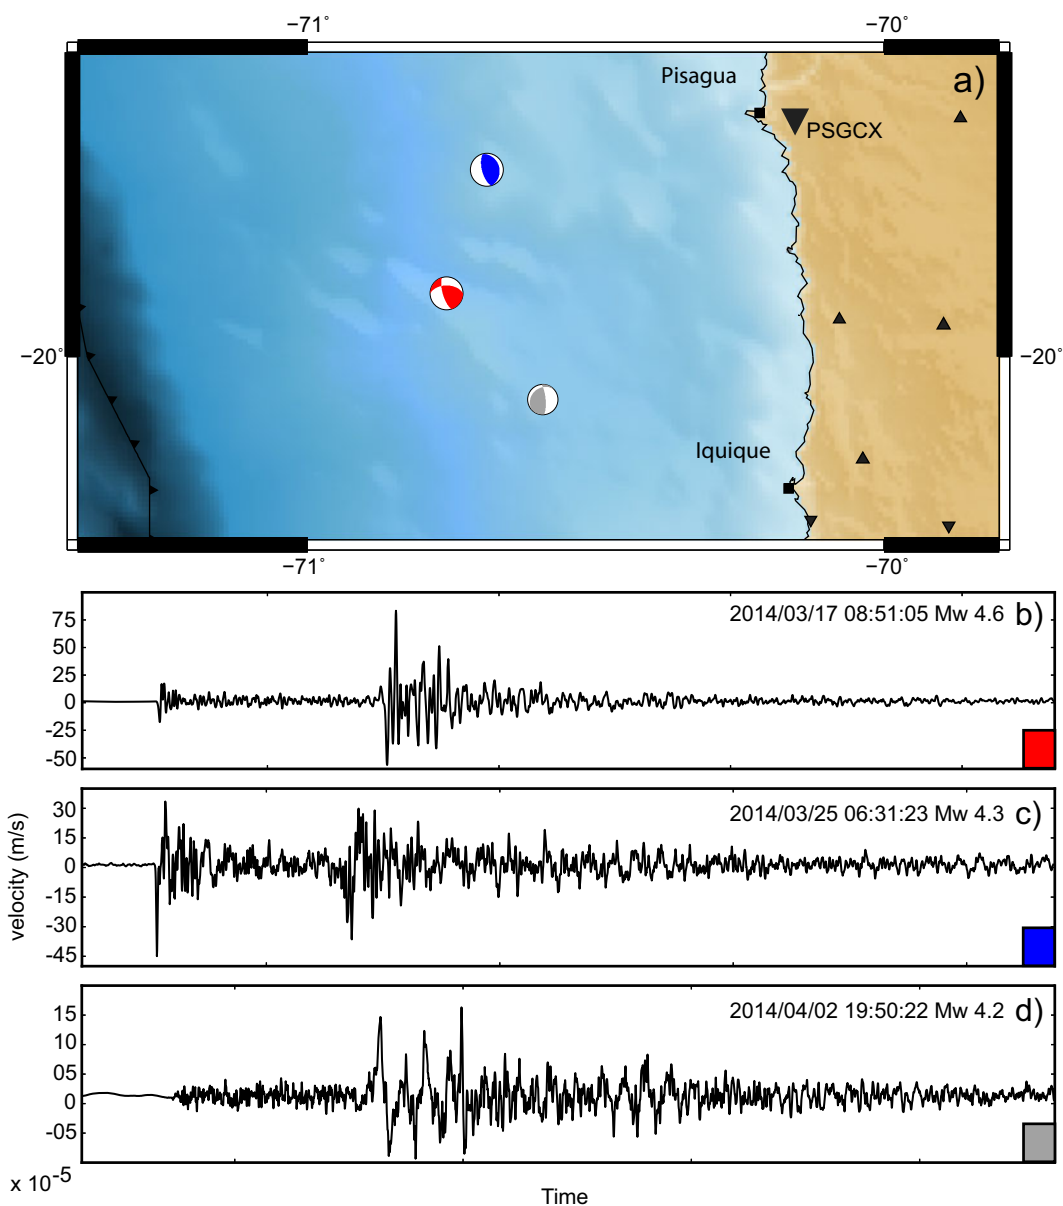 −71˚ −70˚
Pisagua a)
PSGCX
−20˚ −20˚
Iquique
−71˚ −70˚
2014/03/17 08:51:05 Mw 4.6 b)
75
50
25
0
-25
-50
2014/03/25 06:31:23 Mw 4.3 c)
30
15
0
-15
-30
-45
velocity (m/s)
2014/04/02 19:50:22 Mw 4.2 d)
15
10
05
0
-05
x 10-5
Time